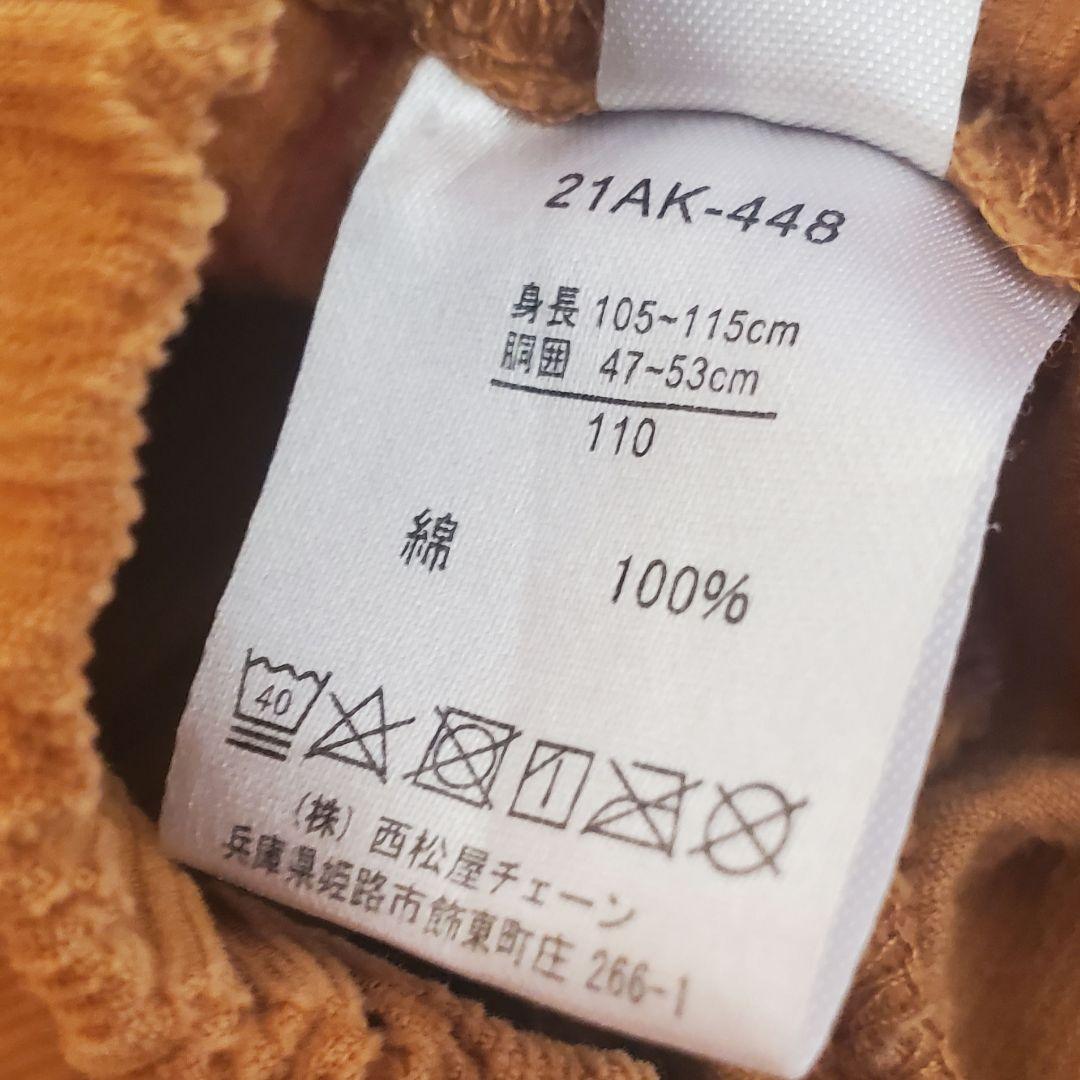 21AK-448
身長 105~115cm
胴囲 47~53cm
110
綿 100%
40
(株) 西松屋チェーン
兵庫県姫路市飾東町庄 266-1